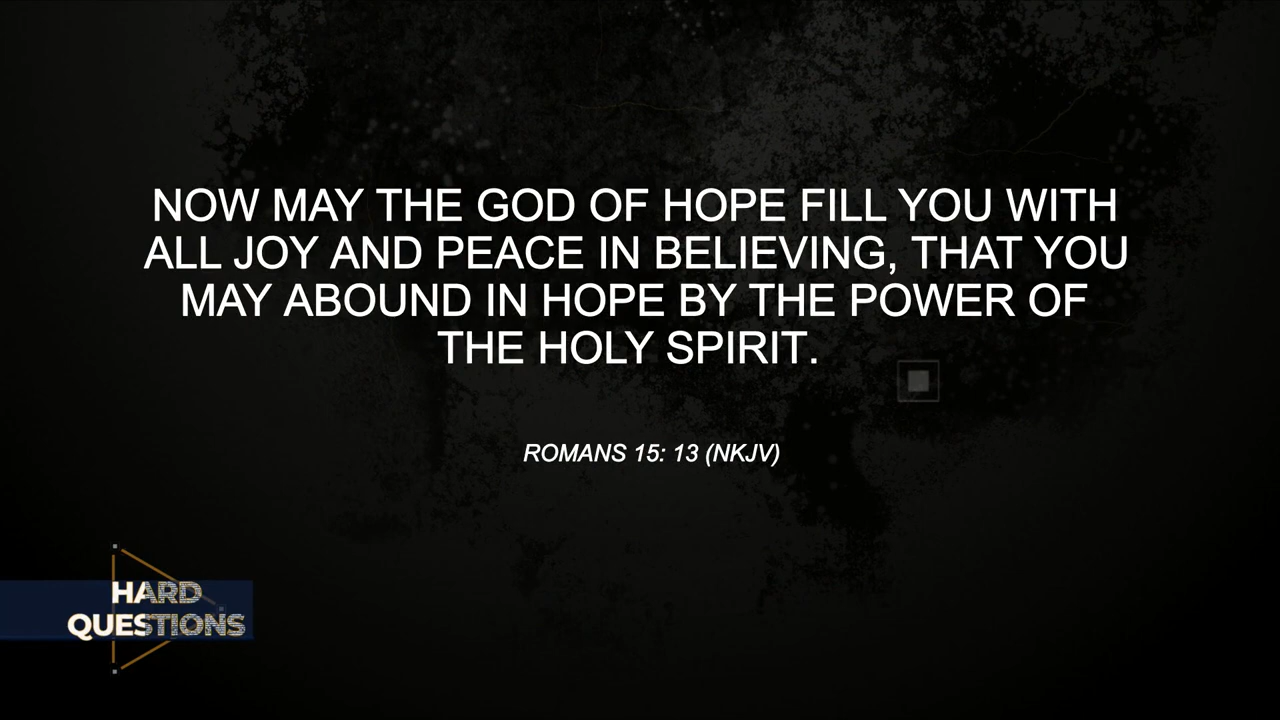 NOW MAY THE GOD OF HOPE FILL YOU WITH
ALL JOY AND PEACE IN BELIEVING, THAT YOU
MAY ABOUND IN HOPE BY THE POWER OF
THE HOLY SPIRIT.
ROMANS 15: 13 (NKJV)
HARD
QUESTIONS